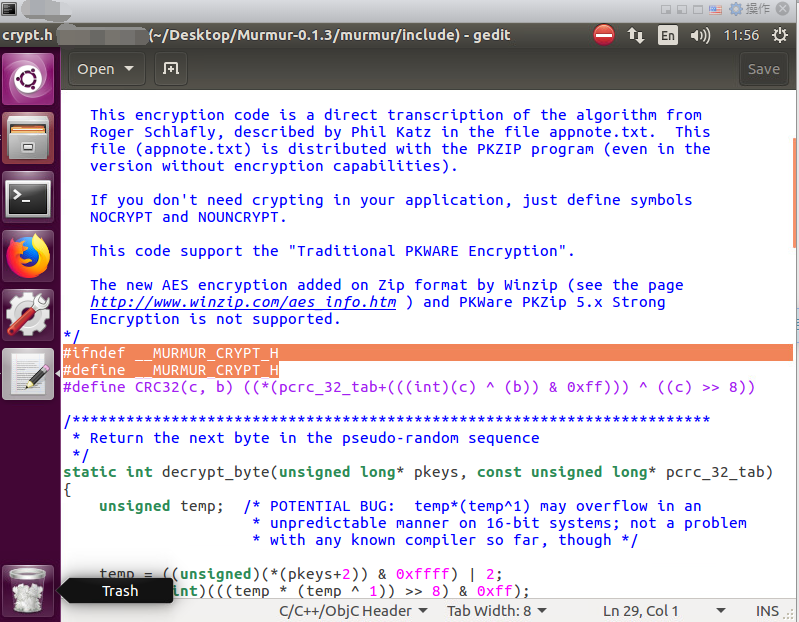 操作
crypt.h (~/Desktop/Murmur-0.1.3/murmur/include) - gedit
En
11:56
Open
Save
This encryption code is a direct transcription of the algorithm from
Roger Schlafly, described by Phil Katz in the file appnote.txt.  This
file (appnote.txt) is distributed with the PKZIP program (even in the
version without encryption capabilities).
If you don't need crypting in your application, just define symbols
NOCRYPT and NOUNCRYPT.
This code support the "Traditional PKWARE Encryption".
The new AES encryption added on Zip format by Winzip (see the page
http://www.winzip.com/aes_info.htm ) and PKWare PKZip 5.x Strong
Encryption is not supported.
*/
#ifndef __MURMUR_CRYPT_H
#define __MURMUR_CRYPT_H
#define CRC32(c, b) ((*(pcrc_32_tab+(((int)(c) ^ (b)) & 0xff))) ^ ((c) >> 8))
/***********************************************************************
* Return the next byte in the pseudo-random sequence
*/
static int decrypt_byte(unsigned long* pkeys, const unsigned long* pcrc_32_tab)
{
unsigned temp;  /* POTENTIAL BUG:  temp*(temp^1) may overflow in an
* unpredictable manner on 16-bit systems; not a problem
* with any known compiler so far, though */
temp = ((unsigned)(*(pkeys+2)) & 0xffff) | 2;
int)(((temp * (temp ^ 1)) >> 8) & 0xff);
Trash
C/C++/ObjC Header
Tab Width: 8
Ln 29, Col 1
INS